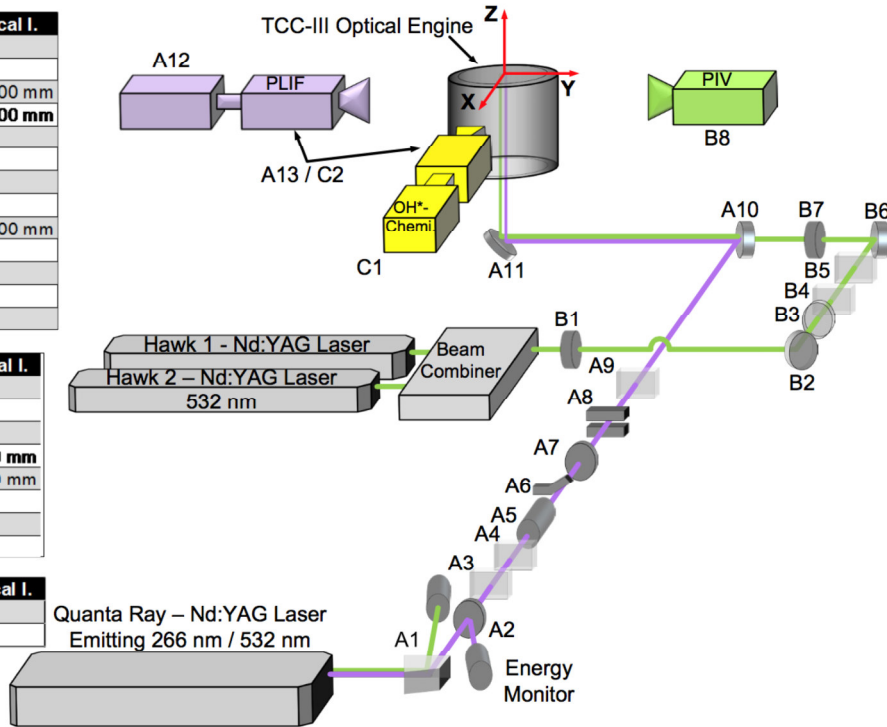 cal I.
00 mm
00 mm
00 mm
al I.
mm
mm
cal I.
TCC-III Optical Engine
Z
Y
X
A12
PLIF
PIV
B8
A13 / C2
OH*-
Chemi.
C1
A11
A10
B7
B6
B5
B4
B3
B2
B1
Hawk 1 - Nd:YAG Laser
Hawk 2 – Nd:YAG Laser
532 nm
Beam
Combiner
A9
A8
A7
A6
A5
A4
A3
A2
A1
Quanta Ray – Nd:YAG Laser
Emitting 266 nm / 532 nm
Energy
Monitor